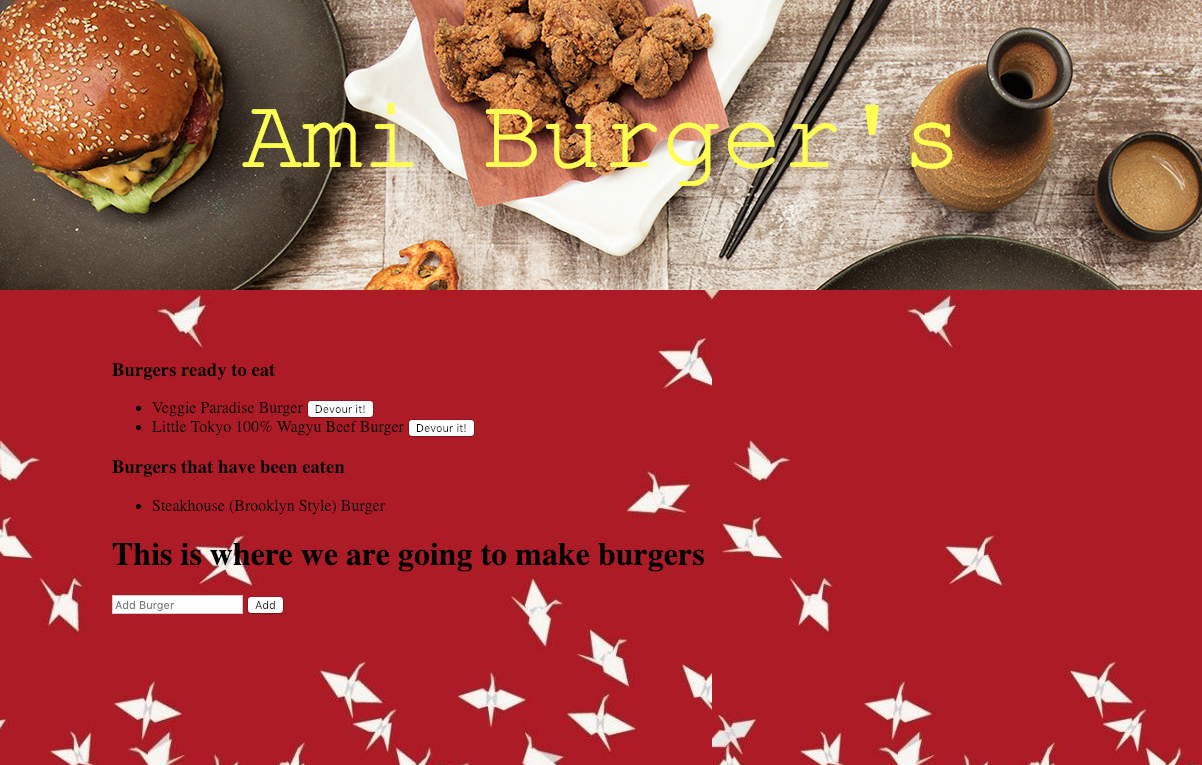 Ami Burger's
Burgers ready to eat
Veggie Paradise Burger Devour it!
Little Tokyo 100% Wagyu Beef Burger Devour it!
Burgers that have been eaten
Steakhouse (Brooklyn Style) Burger
This is where we are going to make burgers
Add Burger Add